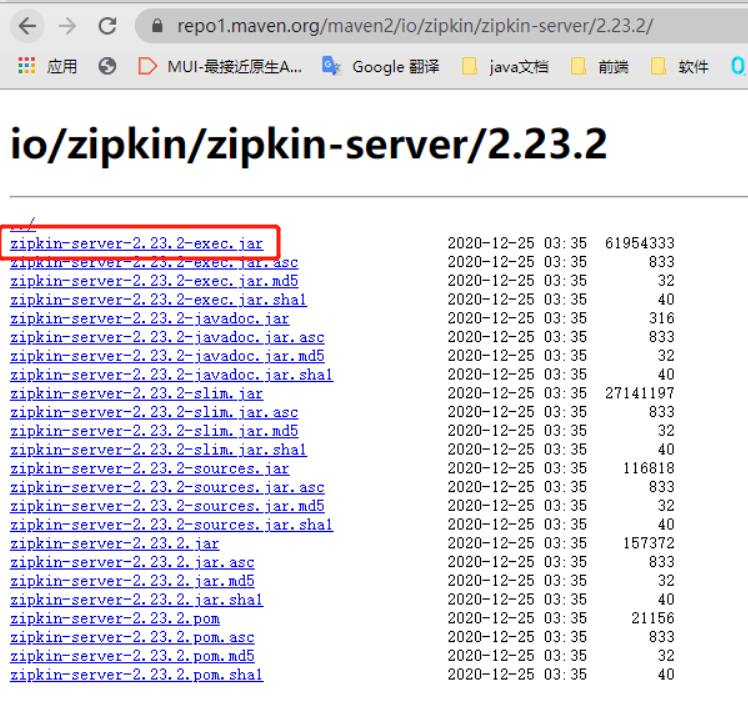 repo1.maven.org/maven2/io/zipkin/zipkin-server/2.23.2/
应用 MUI-最接近原生A... Google 翻译 java文档 前端 软件
io/zipkin/zipkin-server/2.23.2
../
zipkin-server-2.23.2-exec.jar 2020-12-25 03:35 61954333
zipkin-server-2.23.2-exec.jar.asc 2020-12-25 03:35 833
zipkin-server-2.23.2-exec.jar.md5 2020-12-25 03:35 32
zipkin-server-2.23.2-exec.jar.sha1 2020-12-25 03:35 40
zipkin-server-2.23.2-javadoc.jar 2020-12-25 03:35 316
zipkin-server-2.23.2-javadoc.jar.asc 2020-12-25 03:35 833
zipkin-server-2.23.2-javadoc.jar.md5 2020-12-25 03:35 32
zipkin-server-2.23.2-javadoc.jar.sha1 2020-12-25 03:35 40
zipkin-server-2.23.2-slim.jar 2020-12-25 03:35 27141197
zipkin-server-2.23.2-slim.jar.asc 2020-12-25 03:35 833
zipkin-server-2.23.2-slim.jar.md5 2020-12-25 03:35 32
zipkin-server-2.23.2-slim.jar.sha1 2020-12-25 03:35 40
zipkin-server-2.23.2-sources.jar 2020-12-25 03:35 116818
zipkin-server-2.23.2-sources.jar.asc 2020-12-25 03:35 833
zipkin-server-2.23.2-sources.jar.md5 2020-12-25 03:35 32
zipkin-server-2.23.2-sources.jar.sha1 2020-12-25 03:35 40
zipkin-server-2.23.2.jar 2020-12-25 03:35 157372
zipkin-server-2.23.2.jar.asc 2020-12-25 03:35 833
zipkin-server-2.23.2.jar.md5 2020-12-25 03:35 32
zipkin-server-2.23.2.jar.sha1 2020-12-25 03:35 40
zipkin-server-2.23.2.pom 2020-12-25 03:35 21156
zipkin-server-2.23.2.pom.asc 2020-12-25 03:35 833
zipkin-server-2.23.2.pom.md5 2020-12-25 03:35 32
zipkin-server-2.23.2.pom.sha1 2020-12-25 03:35 40